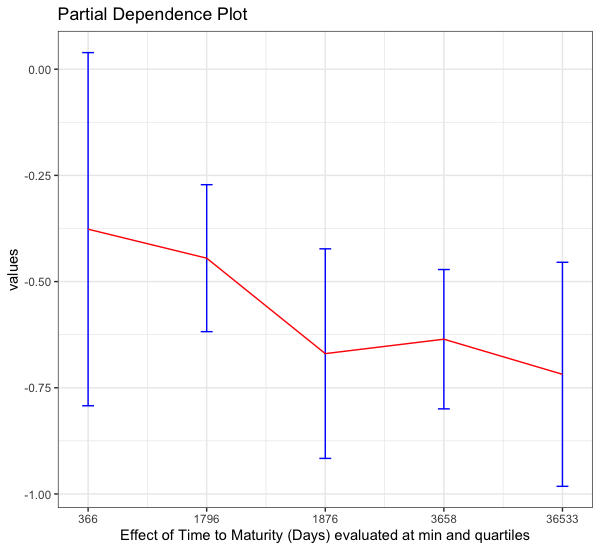 Partial Dependence Plot
values
0.00
-0.25
-0.50
-0.75
-1.00
366 1796 1876 3658 36533
Effect of Time to Maturity (Days) evaluated at min and quartiles